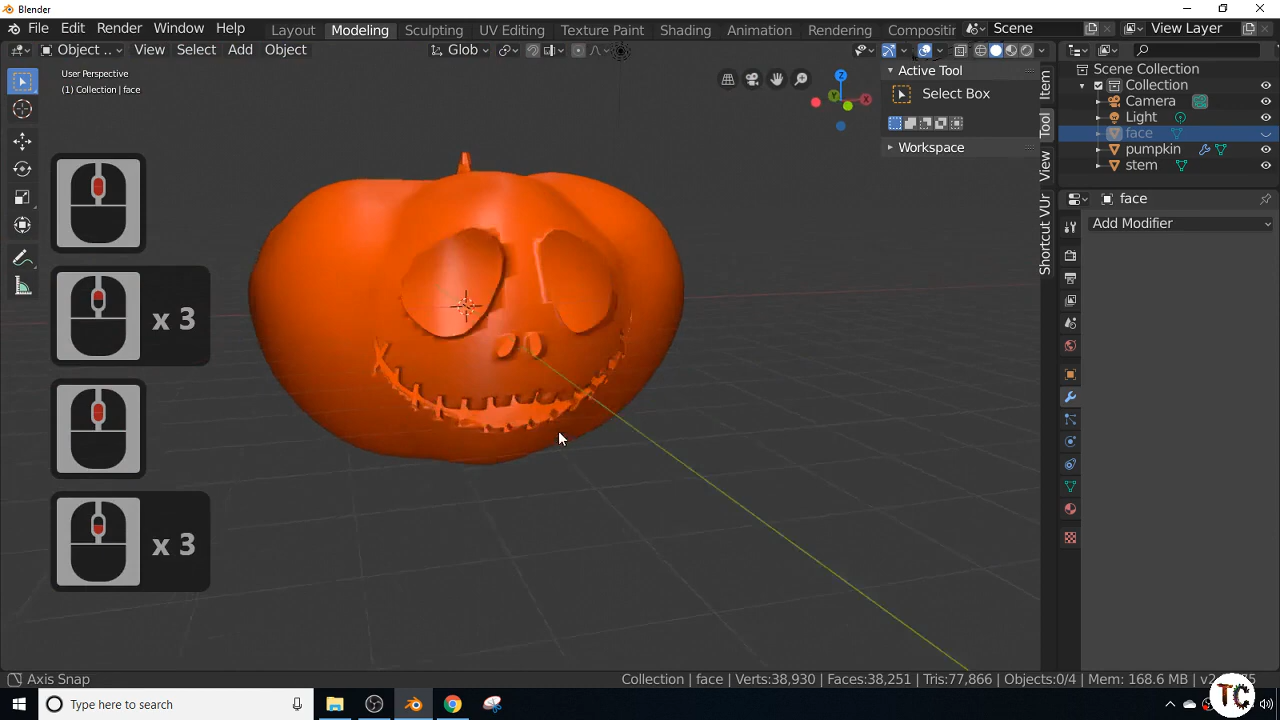 Blender
File Edit Render Window Help Layout Modeling Sculpting UV Editing Texture Paint Shading Animation Rendering Compositin Scene View Layer
Object .. View Select Add Object Glob
User Perspective
(1) Collection | face
Active Tool
Select Box
Workspace
Item
Tool
View
Shortcut VUr
Scene Collection
Collection
Camera
Light
face
pumpkin
stem
face
Add Modifier
Z
X
Y
x 3
x 3
Axis Snap Collection | face | Verts:38,930 | Faces:38,251 | Tris:77,866 | Objects:0/4 | Mem: 168.6 MB |
Type here to search
TC